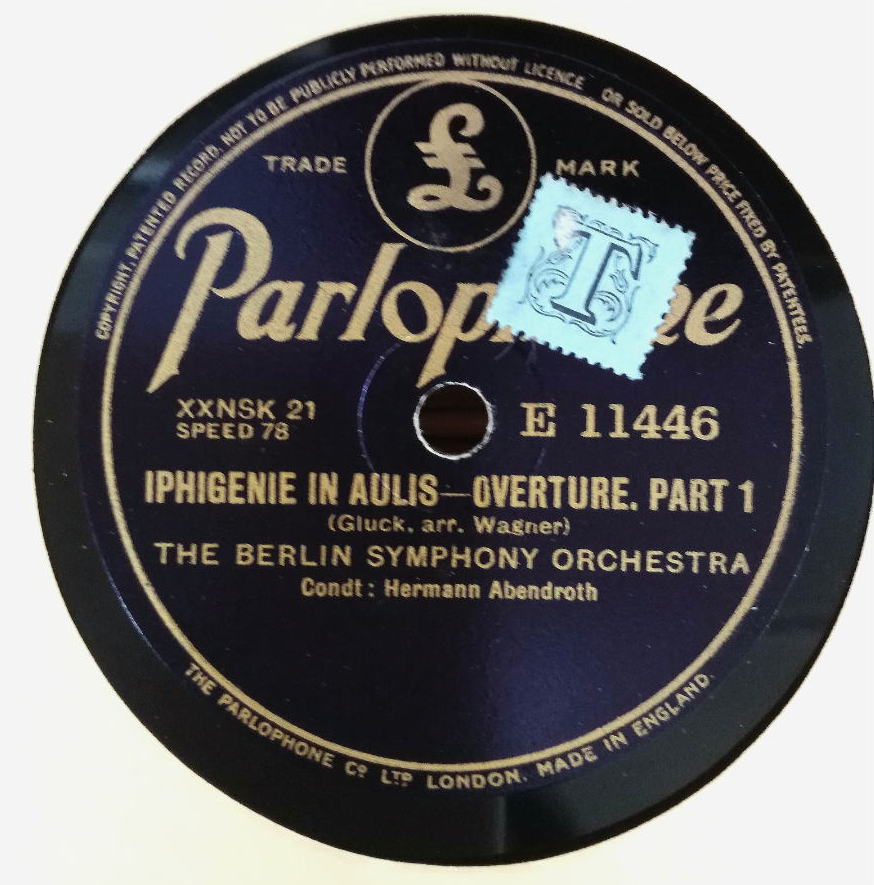 COPYRIGHT, PATENTED RECORD, NOT TO BE PUBLICLY PERFORMED WITHOUT LICENCE OR SOLD BELOW PRICE FIXED BY PATENTEES.
£
TRADE MARK
Parlophone
T
XXNSK 21
SPEED 78
E 11446
IPHIGENIE IN AULIS—OVERTURE. PART 1
(Gluck, arr. Wagner)
THE BERLIN SYMPHONY ORCHESTRA
Condt : Hermann Abendroth
THE PARLOPHONE Co LTD LONDON. MADE IN ENGLAND.